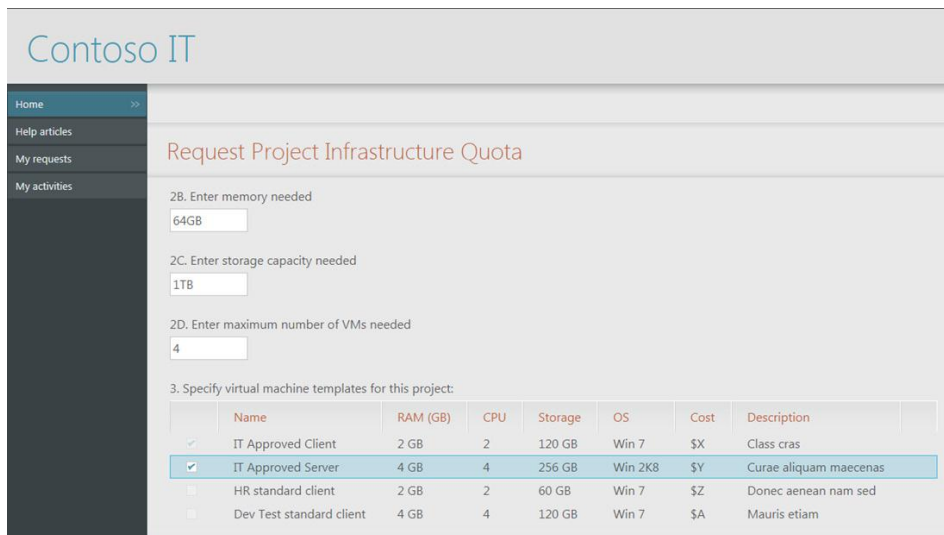 Contoso IT
Home >>
Help articles
My requests
My activities
Request Project Infrastructure Quota
2B. Enter memory needed
64GB
2C. Enter storage capacity needed
1TB
2D. Enter maximum number of VMs needed
4
3. Specify virtual machine templates for this project:
Name RAM (GB) CPU Storage OS Cost Description
IT Approved Client 2 GB 2 120 GB Win 7 $X Class cras
IT Approved Server 4 GB 4 256 GB Win 2K8 $Y Curae aliquam maecenas
HR standard client 2 GB 2 60 GB Win 7 $Z Donec aenean nam sed
Dev Test standard client 4 GB 4 120 GB Win 7 $A Mauris etiam